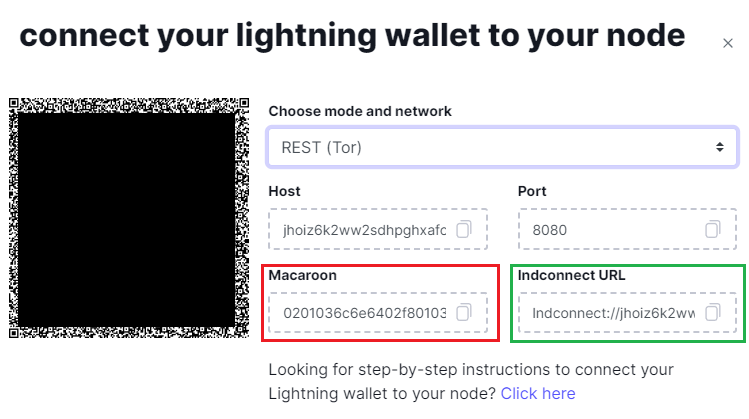 connect your lightning wallet to your node
Choose mode and network
REST (Tor)
Host
Port
jhoiz6k2ww2sdhpghxafc
8080
Macaroon
lndconnect URL
0201036c6e6402f80103
lndconnect://jhoiz6k2ww
Looking for step-by-step instructions to connect your
Lightning wallet to your node? Click here